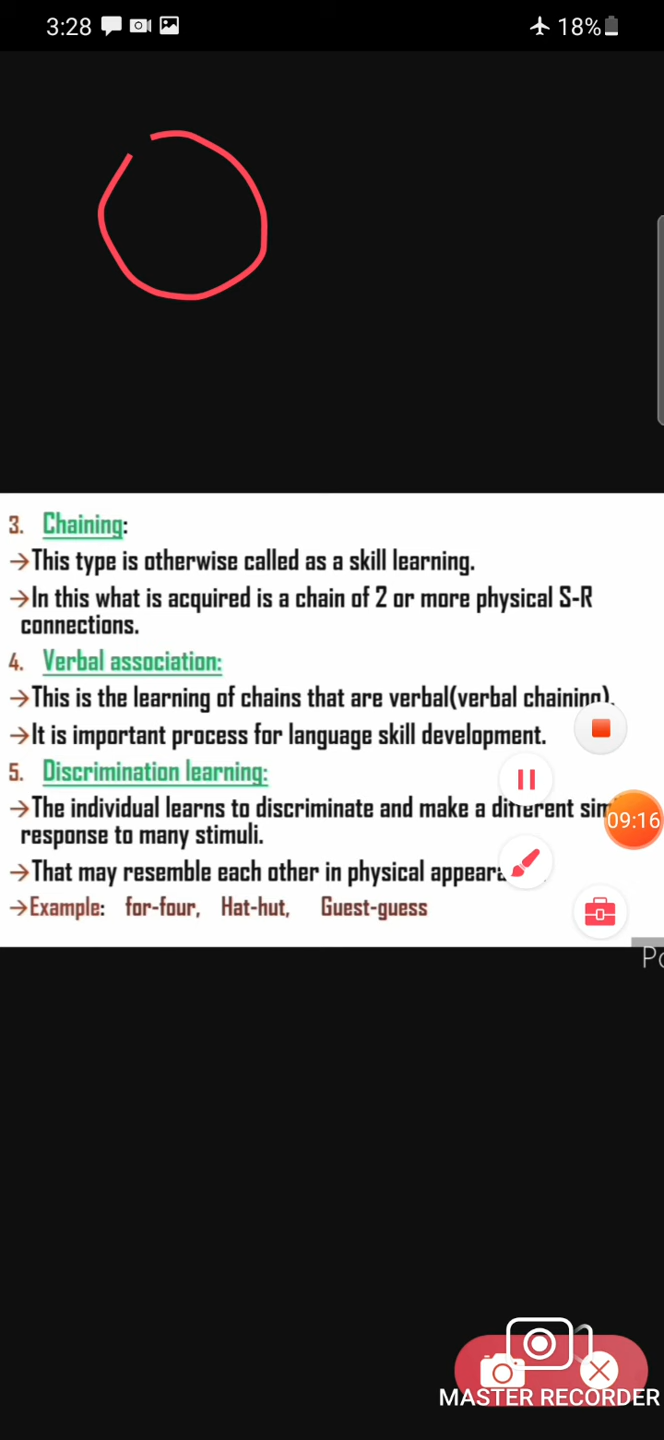 3:28 18%
3. Chaining:
→This type is otherwise called as a skill learning.
→In this what is acquired is a chain of 2 or more physical S-R
connections.
4. Verbal association:
→This is the learning of chains that are verbal(verbal chaining).
→It is important process for language skill development.
5. Discrimination learning:
→The individual learns to discriminate and make a different
response to many stimuli.
→That may resemble each other in physical
→Example: for-four, Hat-hut, Guest-guess
09:16
MASTER RECORDER